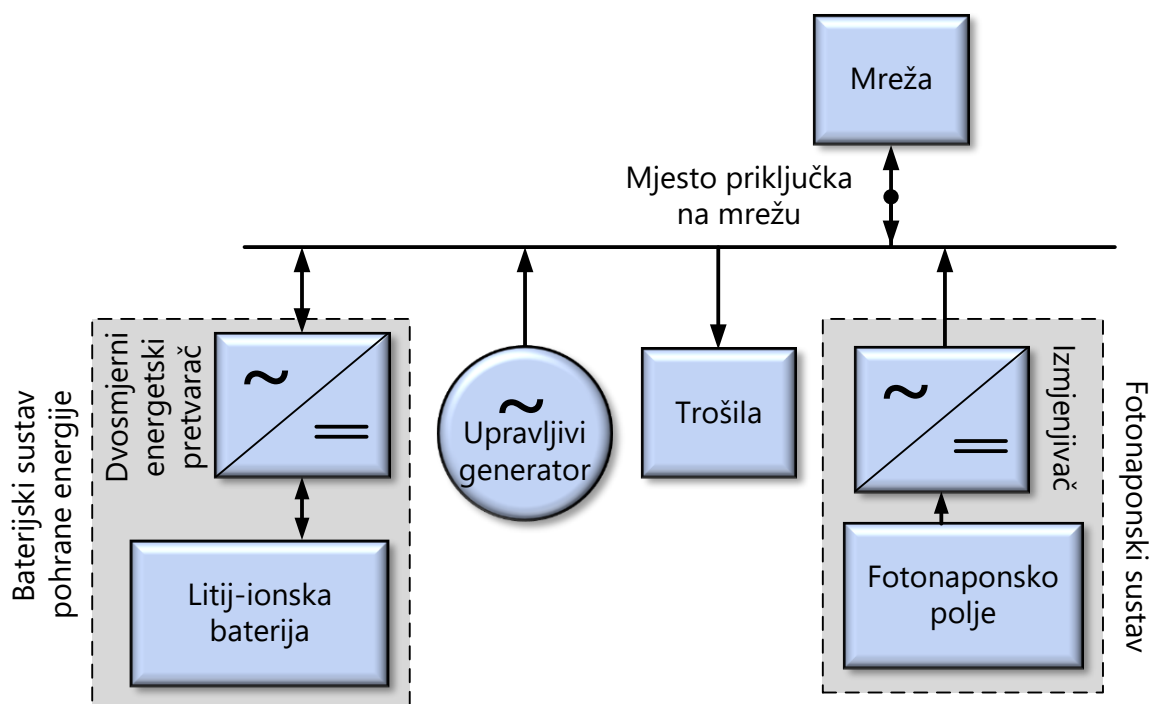 Mreža
Mjesto priključka
na mrežu
Baterijski sustav
pohrane energije
Dvosmjerni
energetski
pretvarač
~
=
Litij-ionska
baterija
~
Upravljivi
generator
Trošila
~
=
Izmjenjivač
Fotonaponsko
polje
Fotonaponski sustav